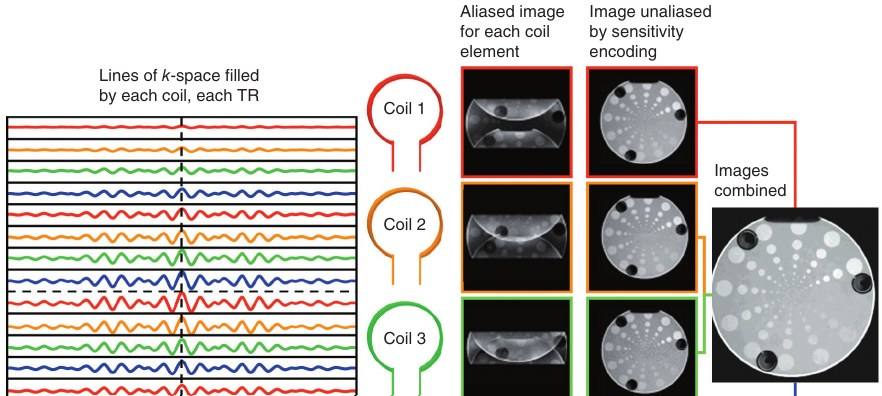 Aliased image
for each coil
element
Image unaliased
by sensitivity
encoding
Lines of k-space filled
by each coil, each TR
Coil 1
Coil 2
Coil 3
Images
combined